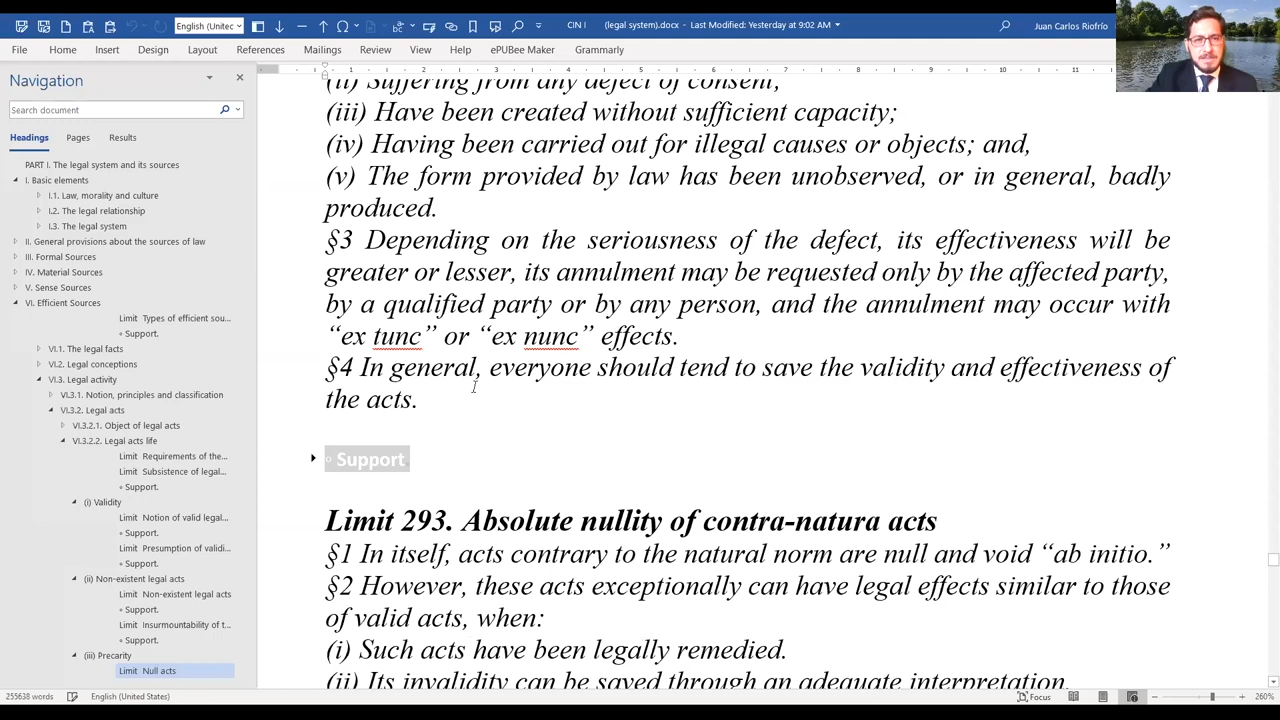 English (Unitec
CIN I
(legal system).docx - Last Modified: Yesterday at 9:02 AM
Juan Carlos Riofrío
File Home Insert Design Layout References Mailings Review View Help ePUBee Maker Grammarly
Navigation
Search document
Headings Pages Results
PART I. The legal system and its sources
I. Basic elements
I.1. Law, morality and culture
I.2. The legal relationship
I.3. The legal system
II. General provisions about the sources of law
III. Formal Sources
IV. Material Sources
V. Sense Sources
VI. Efficient Sources
Limit Types of efficient sou...
◦ Support.
VI.1. The legal facts
VI.2. Legal conceptions
VI.3. Legal activity
VI.3.1. Notion, principles and classification
VI.3.2. Legal acts
VI.3.2.1. Object of legal acts
VI.3.2.2. Legal acts life
Limit Requirements of the...
Limit Subsistence of legal...
◦ Support.
(i) Validity
Limit Notion of valid legal...
◦ Support.
Limit Presumption of validi...
◦ Support.
(ii) Non-existent legal acts
Limit Non-existent legal acts
◦ Support.
Limit Insurmountability of t...
◦ Support.
(iii) Precarity
Limit Null acts
1 2 3 4 5 6 7 8 9 10 11
(ii) Suffering from any defect of consent;
(iii) Have been created without sufficient capacity;
(iv) Having been carried out for illegal causes or objects; and,
(v) The form provided by law has been unobserved, or in general, badly
produced.
§3 Depending on the seriousness of the defect, its effectiveness will be
greater or lesser, its annulment may be requested only by the affected party,
by a qualified party or by any person, and the annulment may occur with
“ex tunc” or “ex nunc” effects.
§4 In general, everyone should tend to save the validity and effectiveness of
the acts.
◦ Support.
Limit 293. Absolute nullity of contra-natura acts
§1 In itself, acts contrary to the natural norm are null and void “ab initio.”
§2 However, these acts exceptionally can have legal effects similar to those
of valid acts, when:
(i) Such acts have been legally remedied.
(ii) Its invalidity can be saved through an adequate interpretation.
255638 words English (United States) Focus 260%